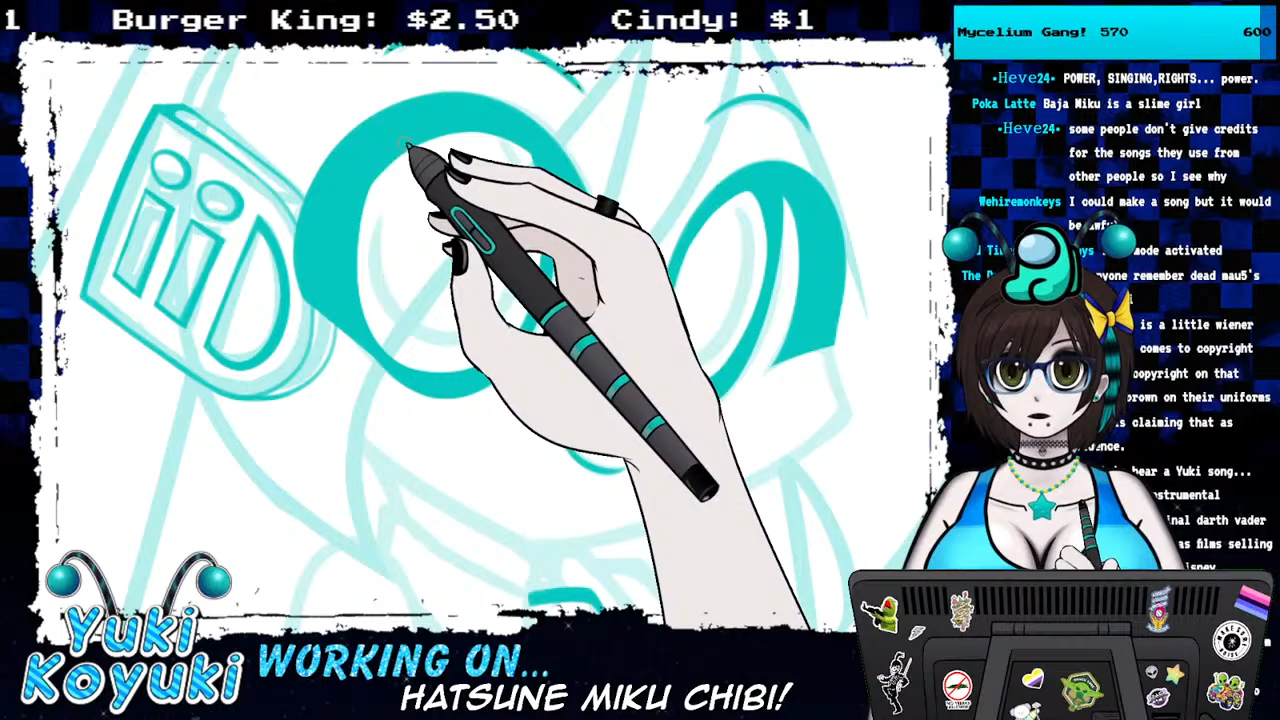 1 Burger King: $2.50 Cindy: $1
Mycelium Gang! 570 600
•Heve24• POWER, SINGING,RIGHTS... power.
Poka Latte Baja Miku is a slime girl
•Heve24• some people don't give credits
for the songs they use from
other people so I see why
Wehiremonkeys I could make a song but it would
be
mode activated
The anyone remember dead mau5's
is a little wiener
comes to copyright
copyright on that
brown on their uniforms
claiming that as
hear a Yuki song...
darth vader
as films selling
Yuki
Koyuki
WORKING ON...
HATSUNE MIKU CHIBI!